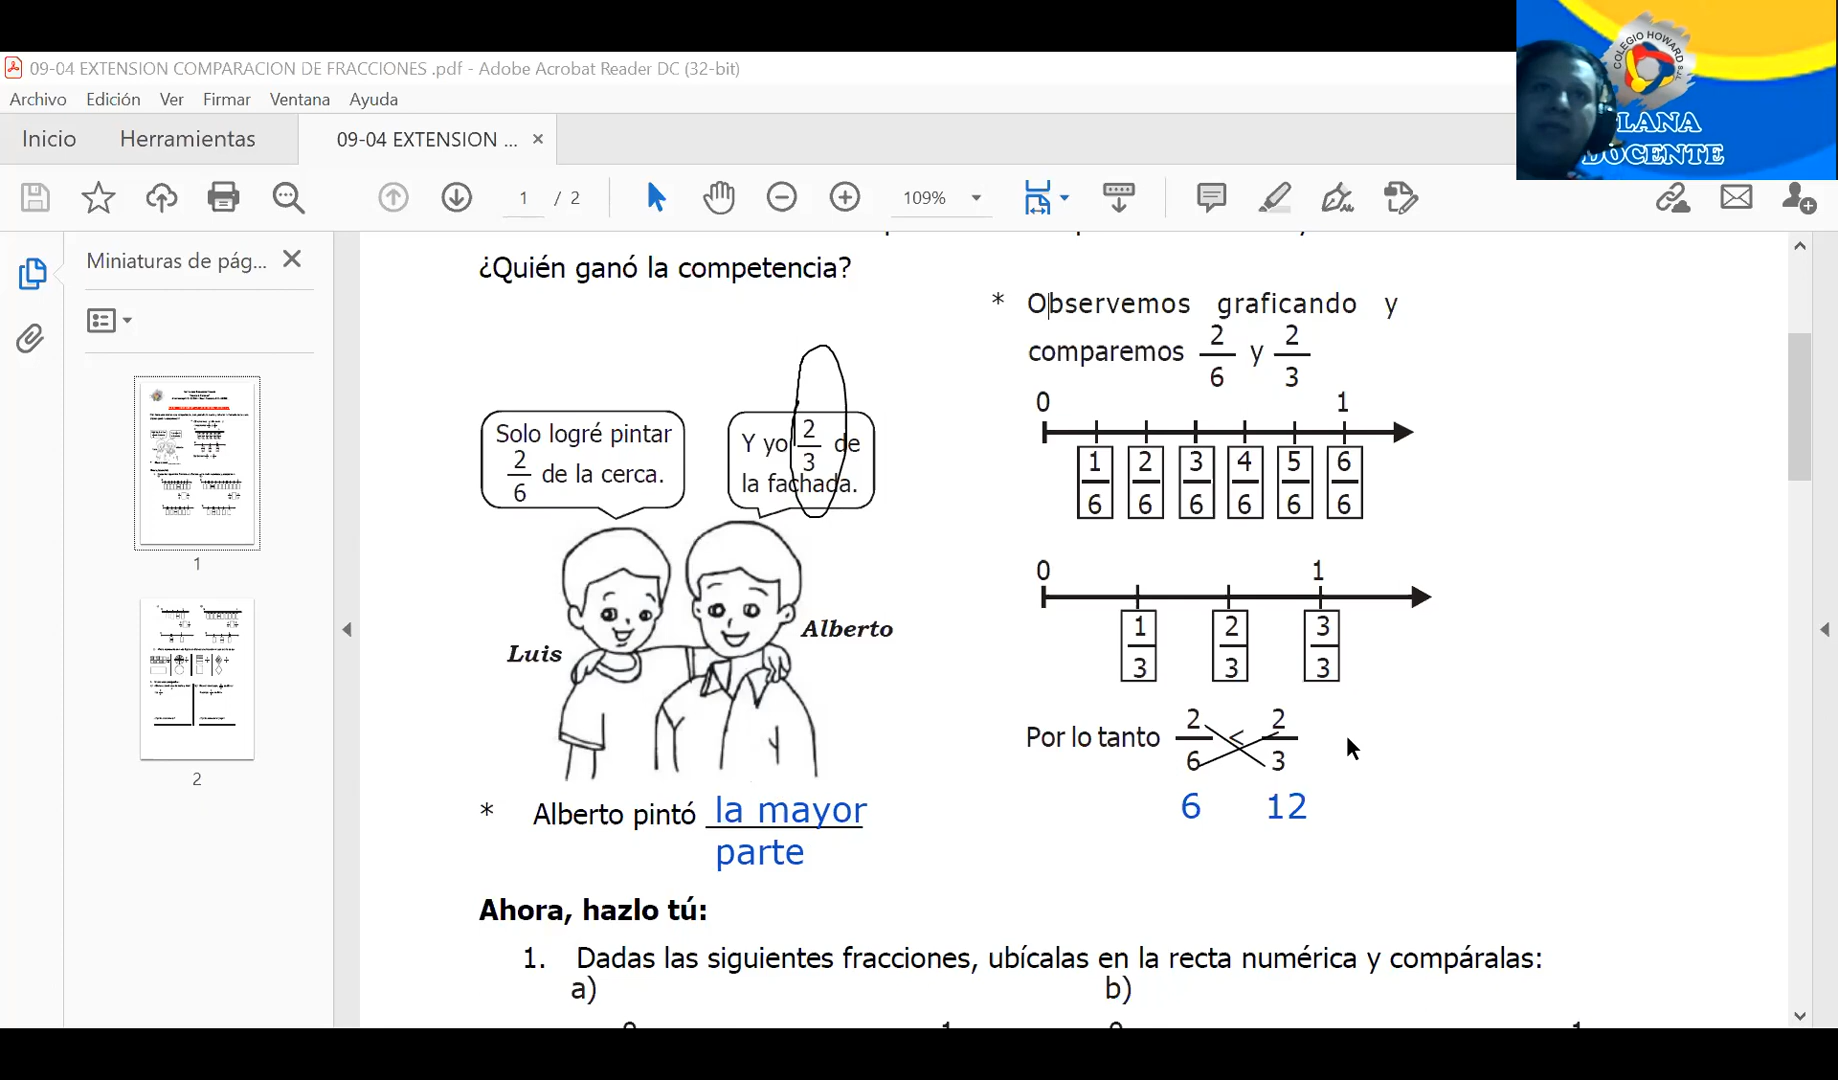 09-04 EXTENSION COMPARACION DE FRACCIONES .pdf - Adobe Acrobat Reader DC (32-bit)
Archivo Edición Ver Firmar Ventana Ayuda
Inicio Herramientas 09-04 EXTENSION ... ×
1 / 2 109%
COLEGIO HOWARD
PLANA
DOCENTE
Miniaturas de pág...
1
2
¿Quién ganó la competencia?
Solo logré pintar
2/6 de la cerca.
Y yo 2/3 de
la fachada.
Luis
Alberto
* Alberto pintó la mayor
parte
* Observemos graficando y
comparemos 2/6 y 2/3
0 1
1/6 2/6 3/6 4/6 5/6 6/6
0 1
1/3 2/3 3/3
Por lo tanto 2/6 < 2/3
6 12
Ahora, hazlo tú:
1. Dadas las siguientes fracciones, ubícalas en la recta numérica y compáralas:
a) b)